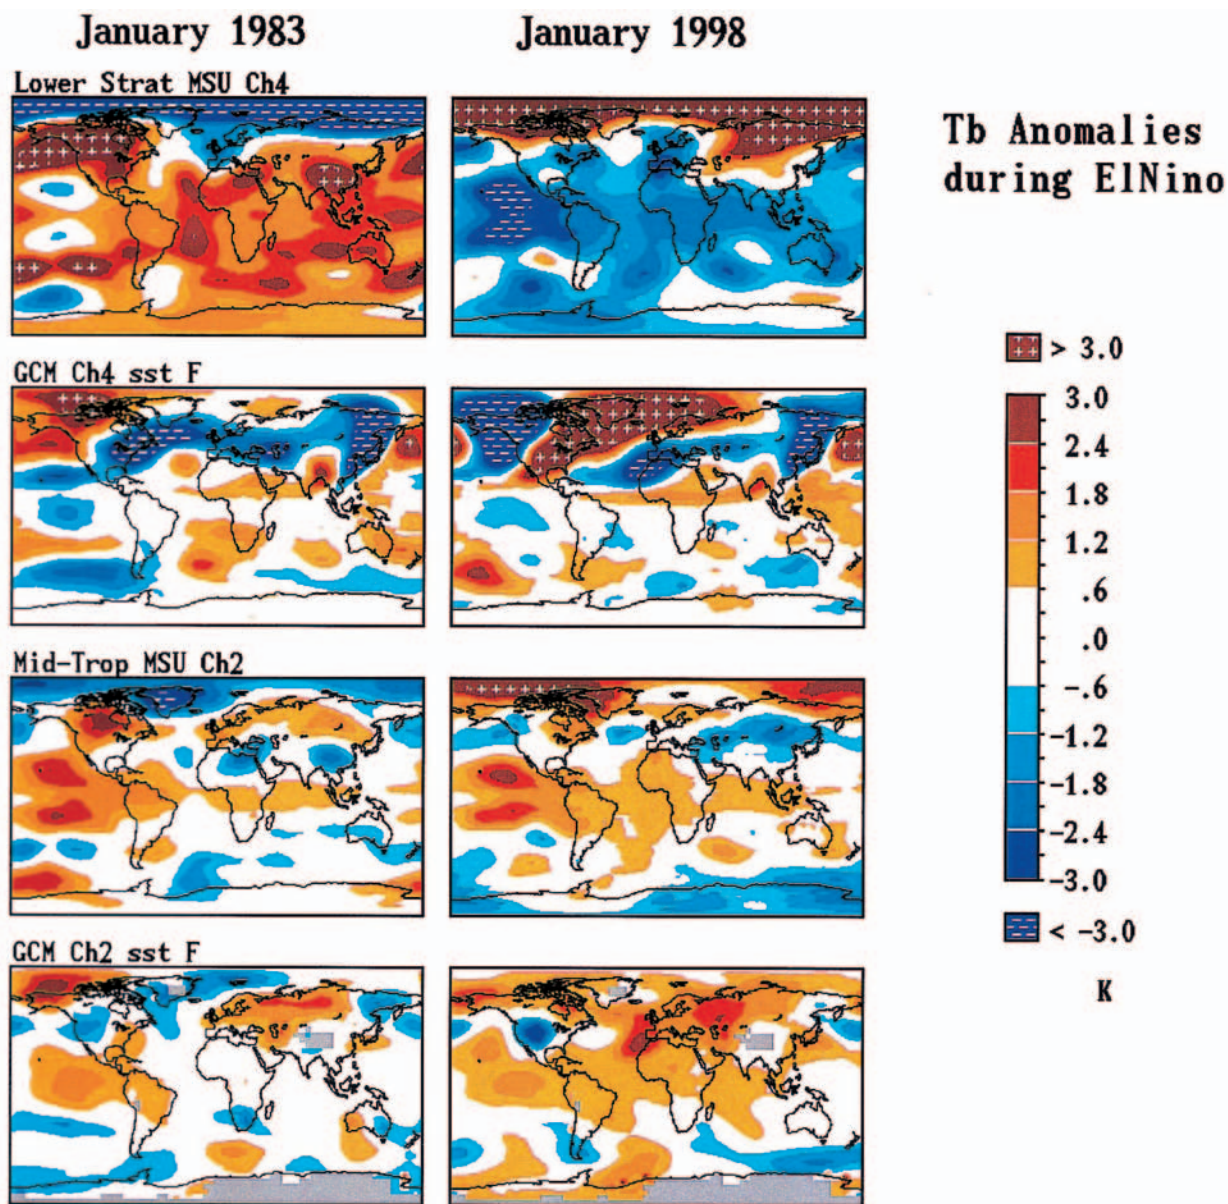 January 1983
January 1998
Lower Strat MSU Ch4
Tb Anomalies
during ElNino
GCM Ch4 sst F
> 3.0
3.0
2.4
1.8
1.2
.6
.0
-.6
-1.2
-1.8
-2.4
-3.0
< -3.0
K
Mid-Trop MSU Ch2
GCM Ch2 sst F